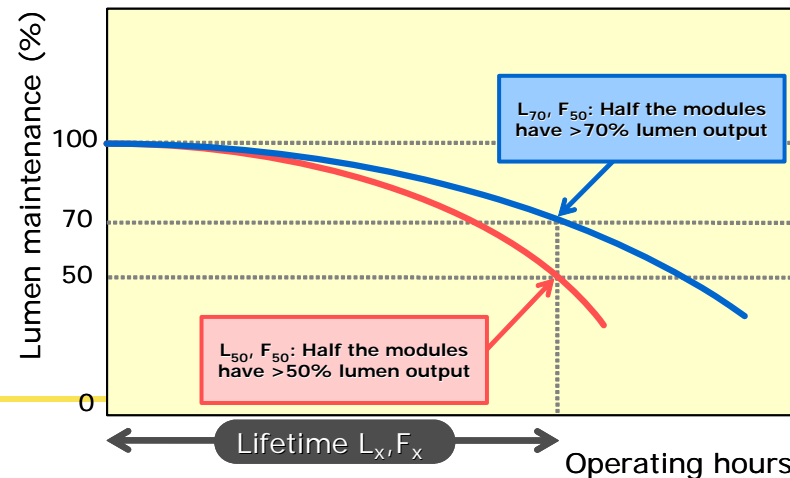 Lumen maintenance (%)
100
70
50
0
L₇₀, F₅₀: Half the modules
have >70% lumen output
L₅₀, F₅₀: Half the modules
have >50% lumen output
Lifetime Lₓ,Fₓ
Operating hours